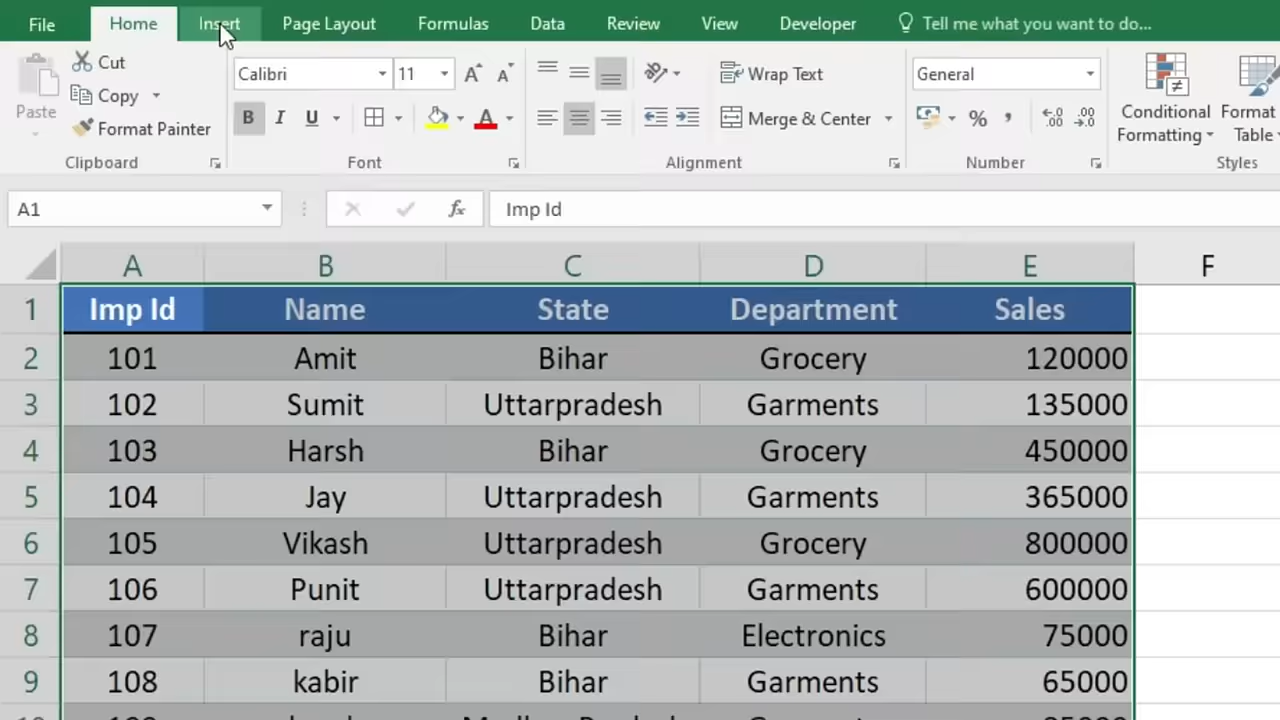 File Home Insert Page Layout Formulas Data Review View Developer Tell me what you want to do...
Cut
Copy
Format Painter
Paste
Clipboard
Calibri 11
B I U A
Font
Wrap Text
Merge & Center
Alignment
General
% , .00
Number
Conditional Formatting
Format
Table
Styles
A1 fx Imp Id
A B C D E F
1 Imp Id Name State Department Sales
2 101 Amit Bihar Grocery 120000
3 102 Sumit Uttarpradesh Garments 135000
4 103 Harsh Bihar Grocery 450000
5 104 Jay Uttarpradesh Garments 365000
6 105 Vikash Uttarpradesh Grocery 800000
7 106 Punit Uttarpradesh Garments 600000
8 107 raju Bihar Electronics 75000
9 108 kabir Bihar Garments 65000